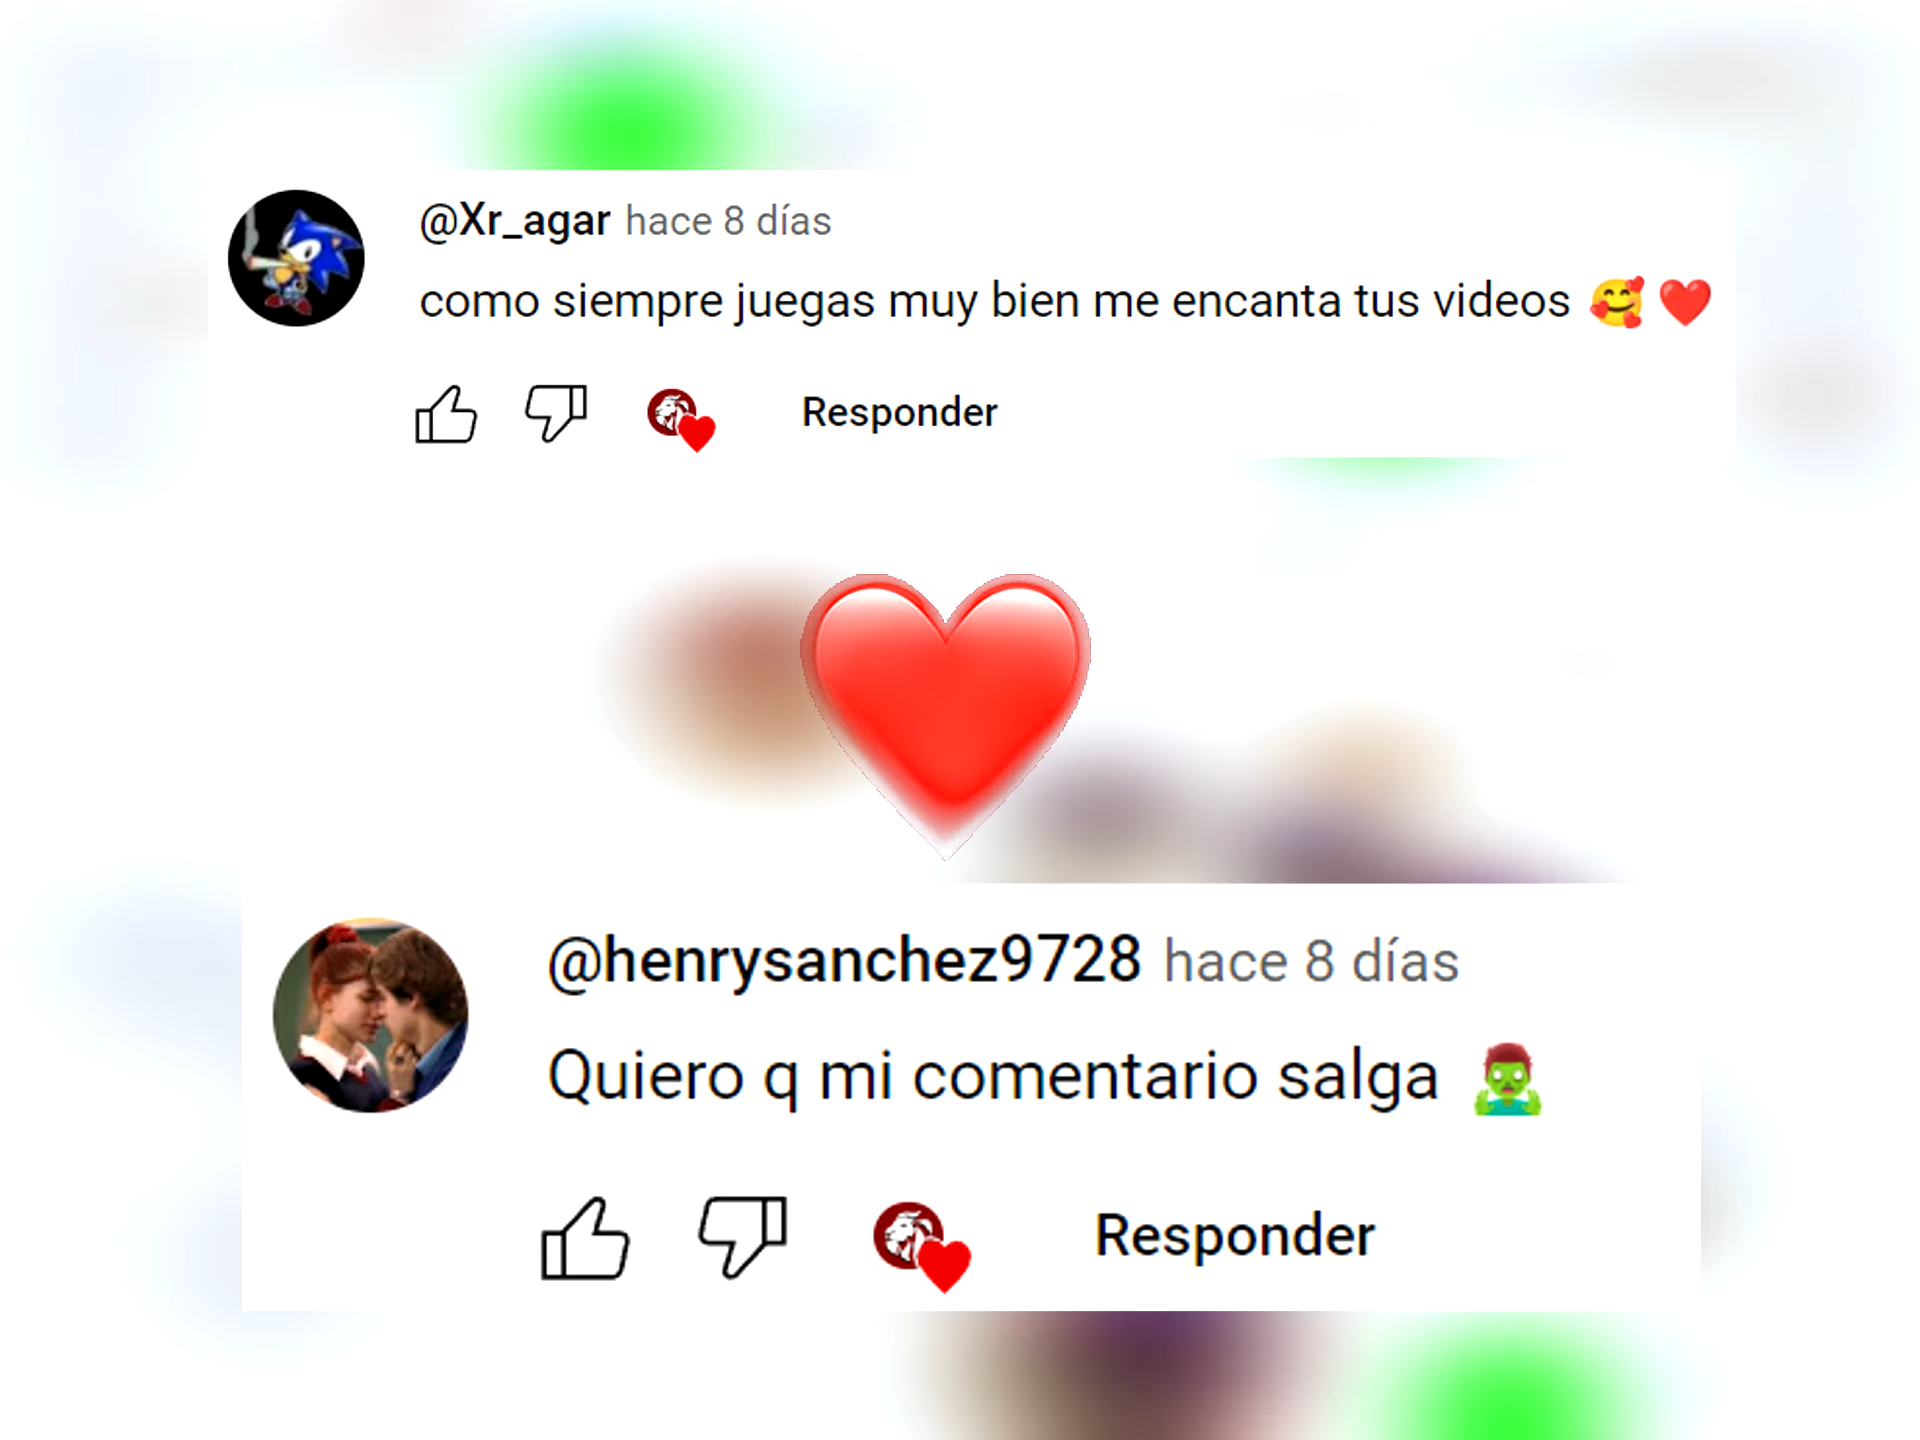 @Xr_agar hace 8 días
como siempre juegas muy bien me encanta tus videos 🥰 ❤️
Responder
@henrysanchez9728 hace 8 días
Quiero q mi comentario salga 🧟‍♂️
Responder